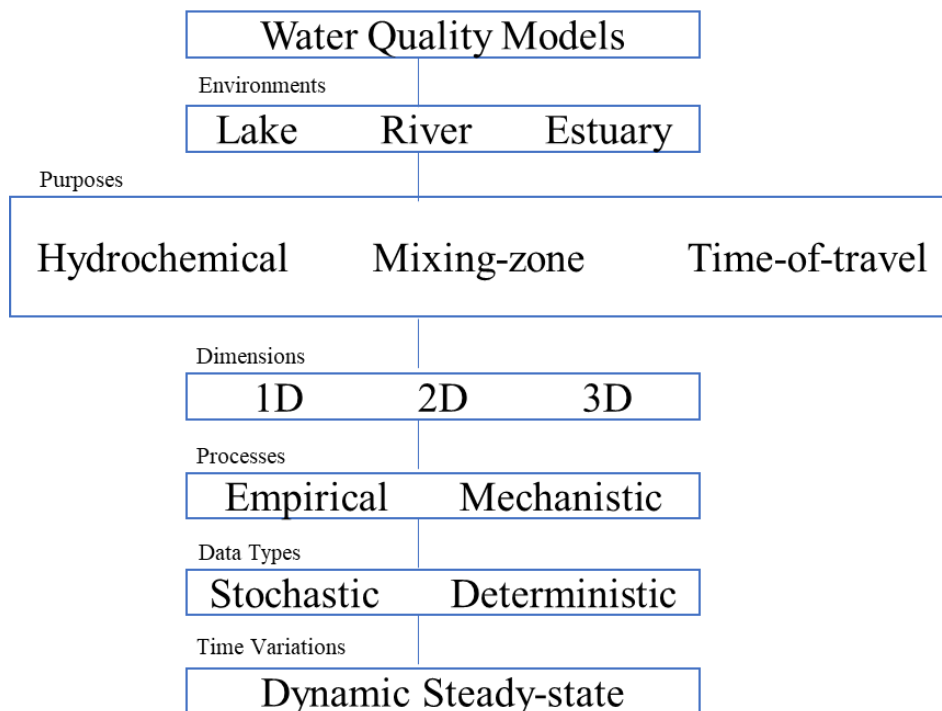 Water Quality Models
Environments
Lake River Estuary
Purposes
Hydrochemical Mixing-zone Time-of-travel
Dimensions
1D 2D 3D
Processes
Empirical Mechanistic
Data Types
Stochastic Deterministic
Time Variations
Dynamic Steady-state